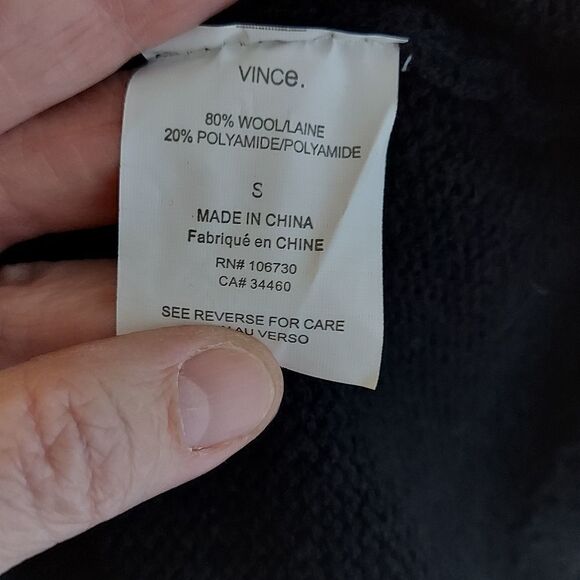 VINCe.
80% WOOL/LAINE
20% POLYAMIDE/POLYAMIDE
S
MADE IN CHINA
Fabriqué en CHINE
RN# 106730
CA# 34460
SEE REVERSE FOR CARE
AU VERSO